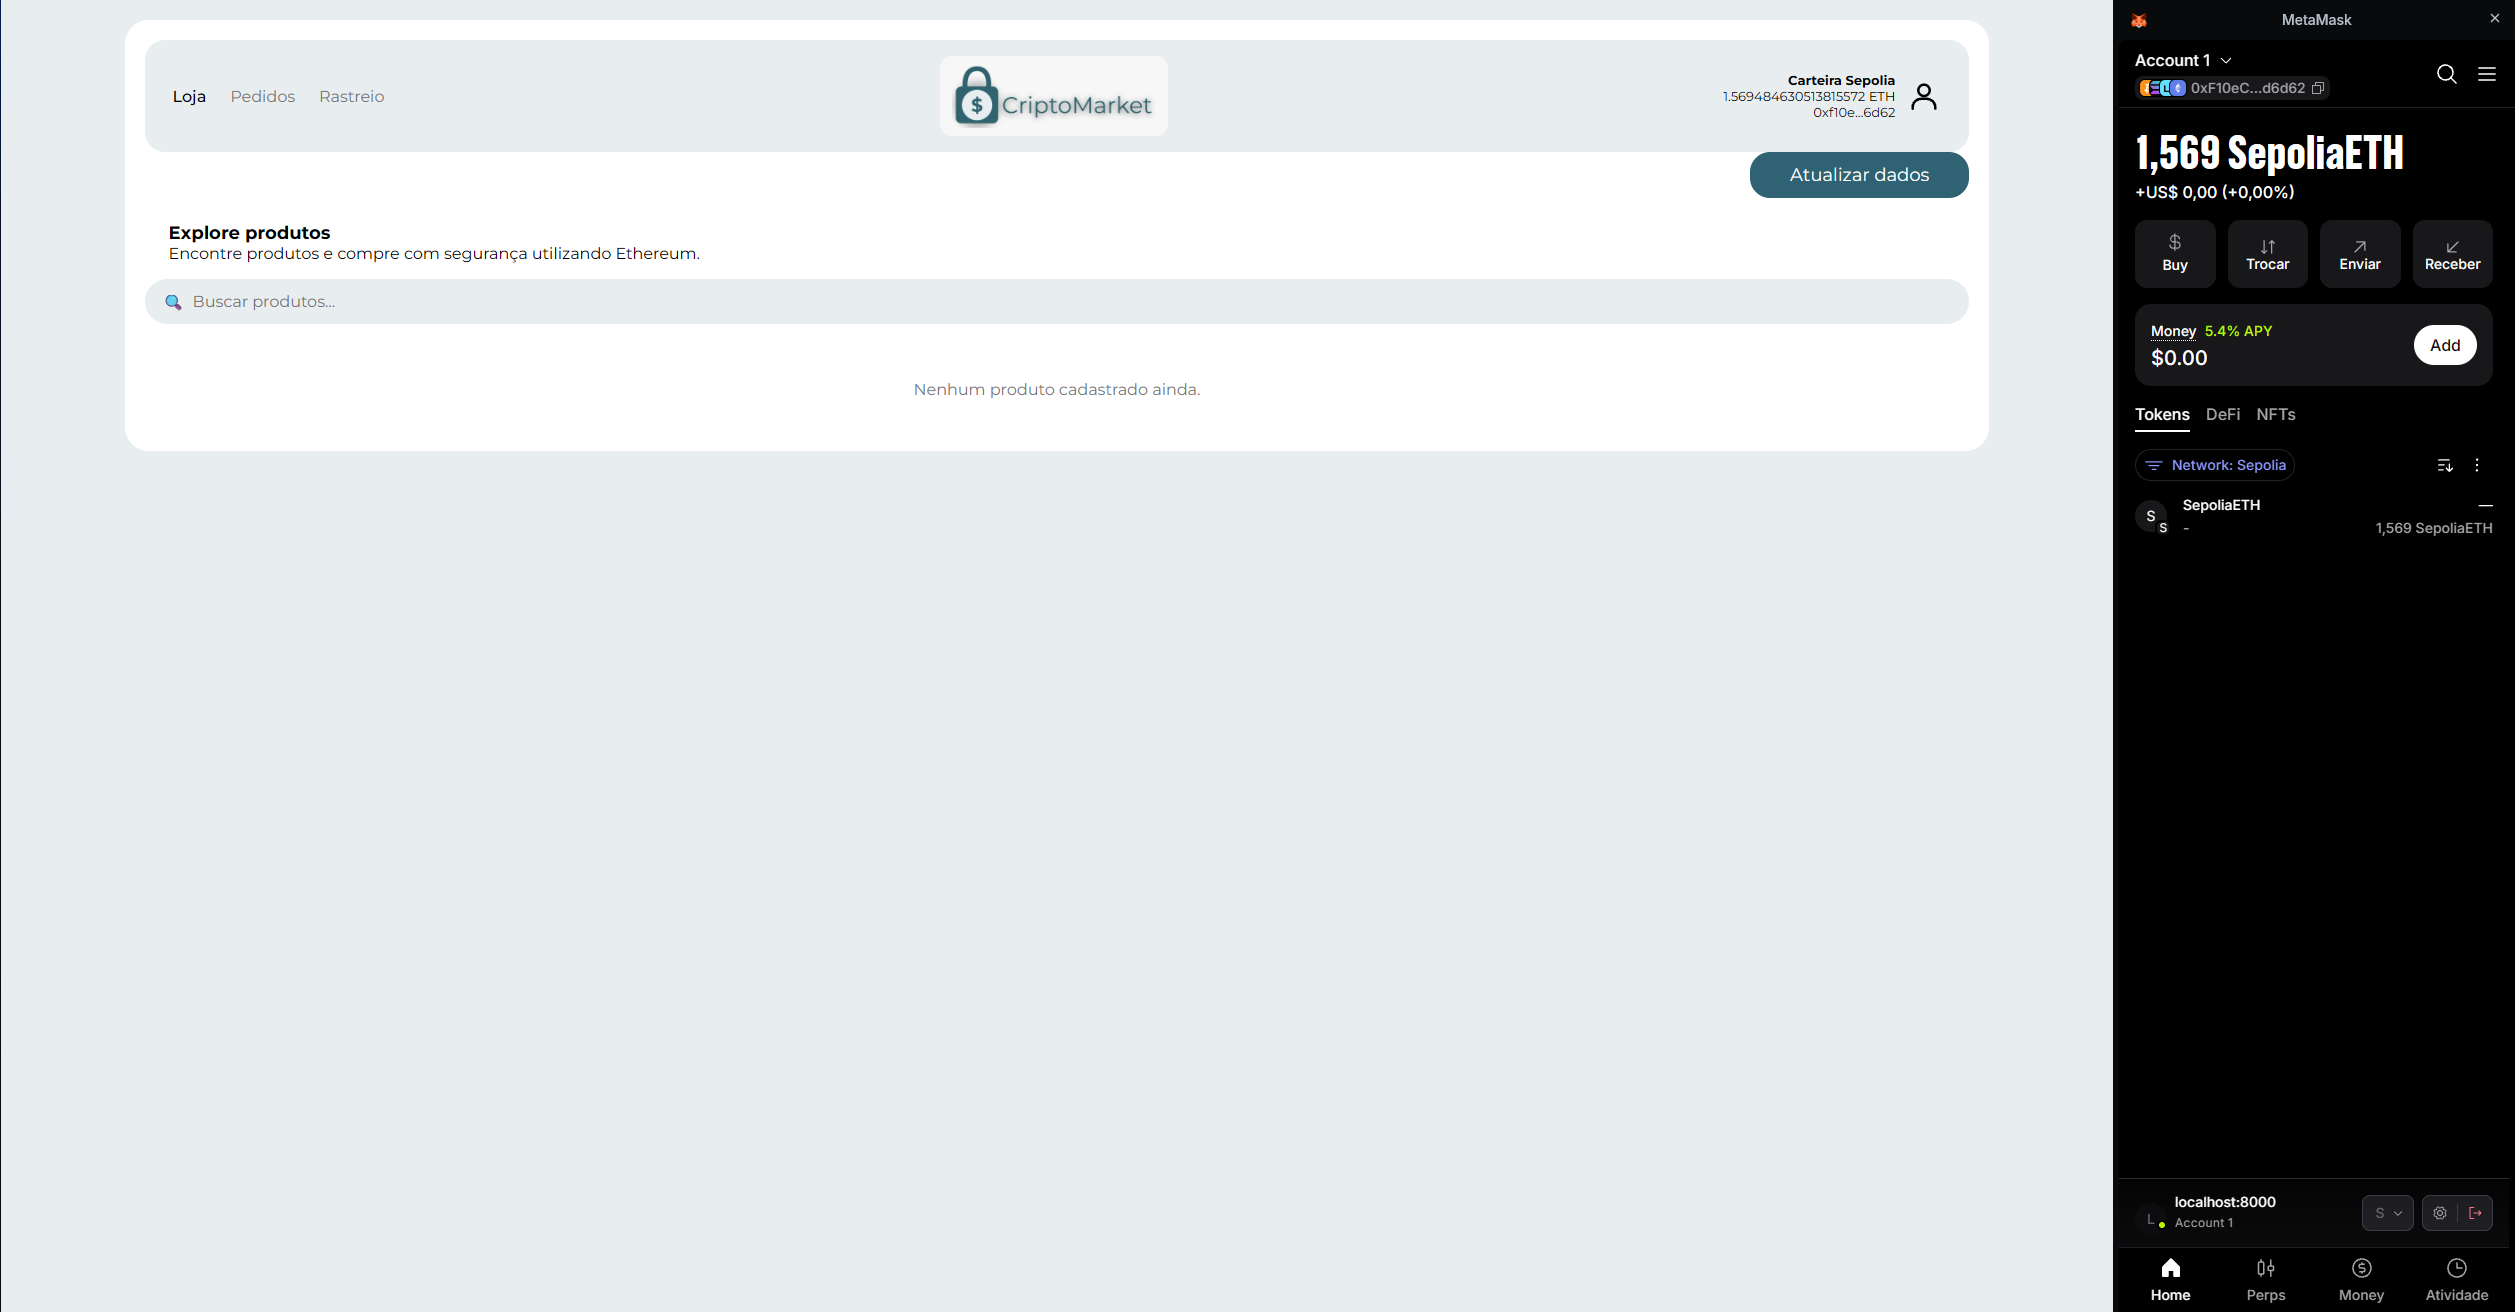 Loja Pedidos Rastreio
$ CriptoMarket
Carteira Sepolia
1.569484630513815572 ETH
0xf10e...6d62
Atualizar dados
Explore produtos
Encontre produtos e compre com segurança utilizando Ethereum.
Buscar produtos...
Nenhum produto cadastrado ainda.
MetaMask
Account 1
0xF10eC...d6d62
1,569 SepoliaETH
+US$ 0,00 (+0,00%)
Buy Trocar Enviar Receber
Money 5.4% APY
$0.00
Add
Tokens DeFi NFTs
Network: Sepolia
S S
SepoliaETH —
- 1,569 SepoliaETH
L
localhost:8000
Account 1
S
Home Perps Money Atividade